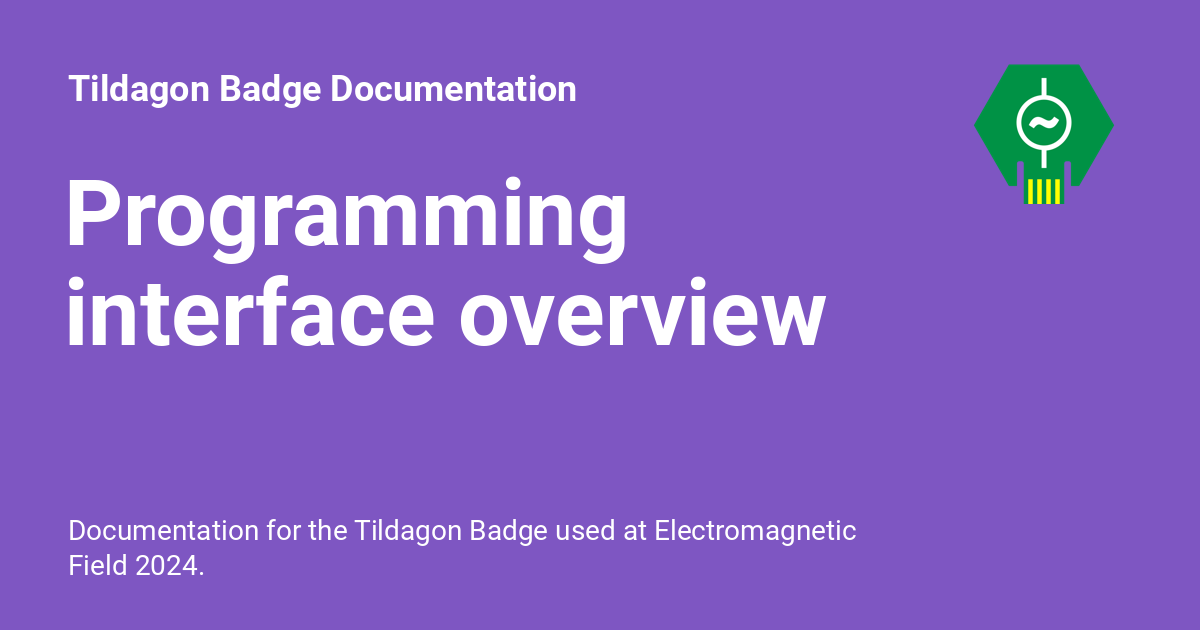 Tildagon Badge Documentation
Programming
interface overview
Documentation for the Tildagon Badge used at Electromagnetic
Field 2024.